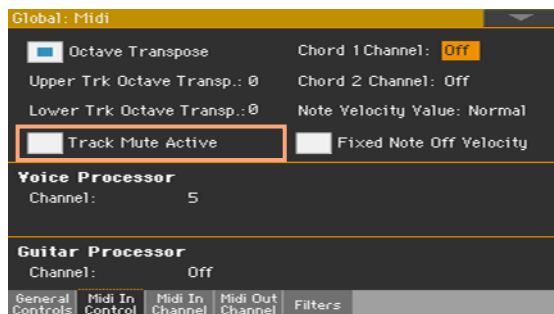 Global: Midi
Octave Transpose
Chord 1 Channel: Off
Upper Trk Octave Transp.: 0
Chord 2 Channel: Off
Lower Trk Octave Transp.: 0
Note Velocity Value: Normal
Track Mute Active
Fixed Note Off Velocity
Voice Processor
Channel: 5
Guitar Processor
Channel: Off
General Controls
Midi In Control
Midi In Channel
Midi Out Channel
Filters